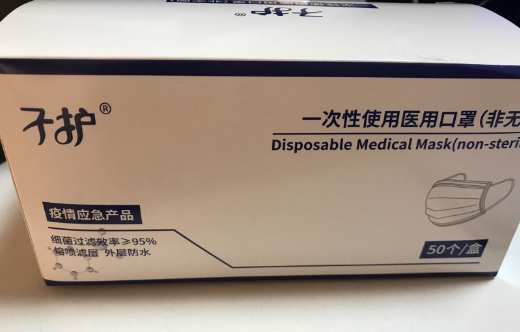 子护®
子护®
一次性使用医用口罩(非无
Disposable Medical Mask(non-steri
疫情应急产品
细菌过滤效率≥95%
熔喷滤层 外层防水
50个/盒